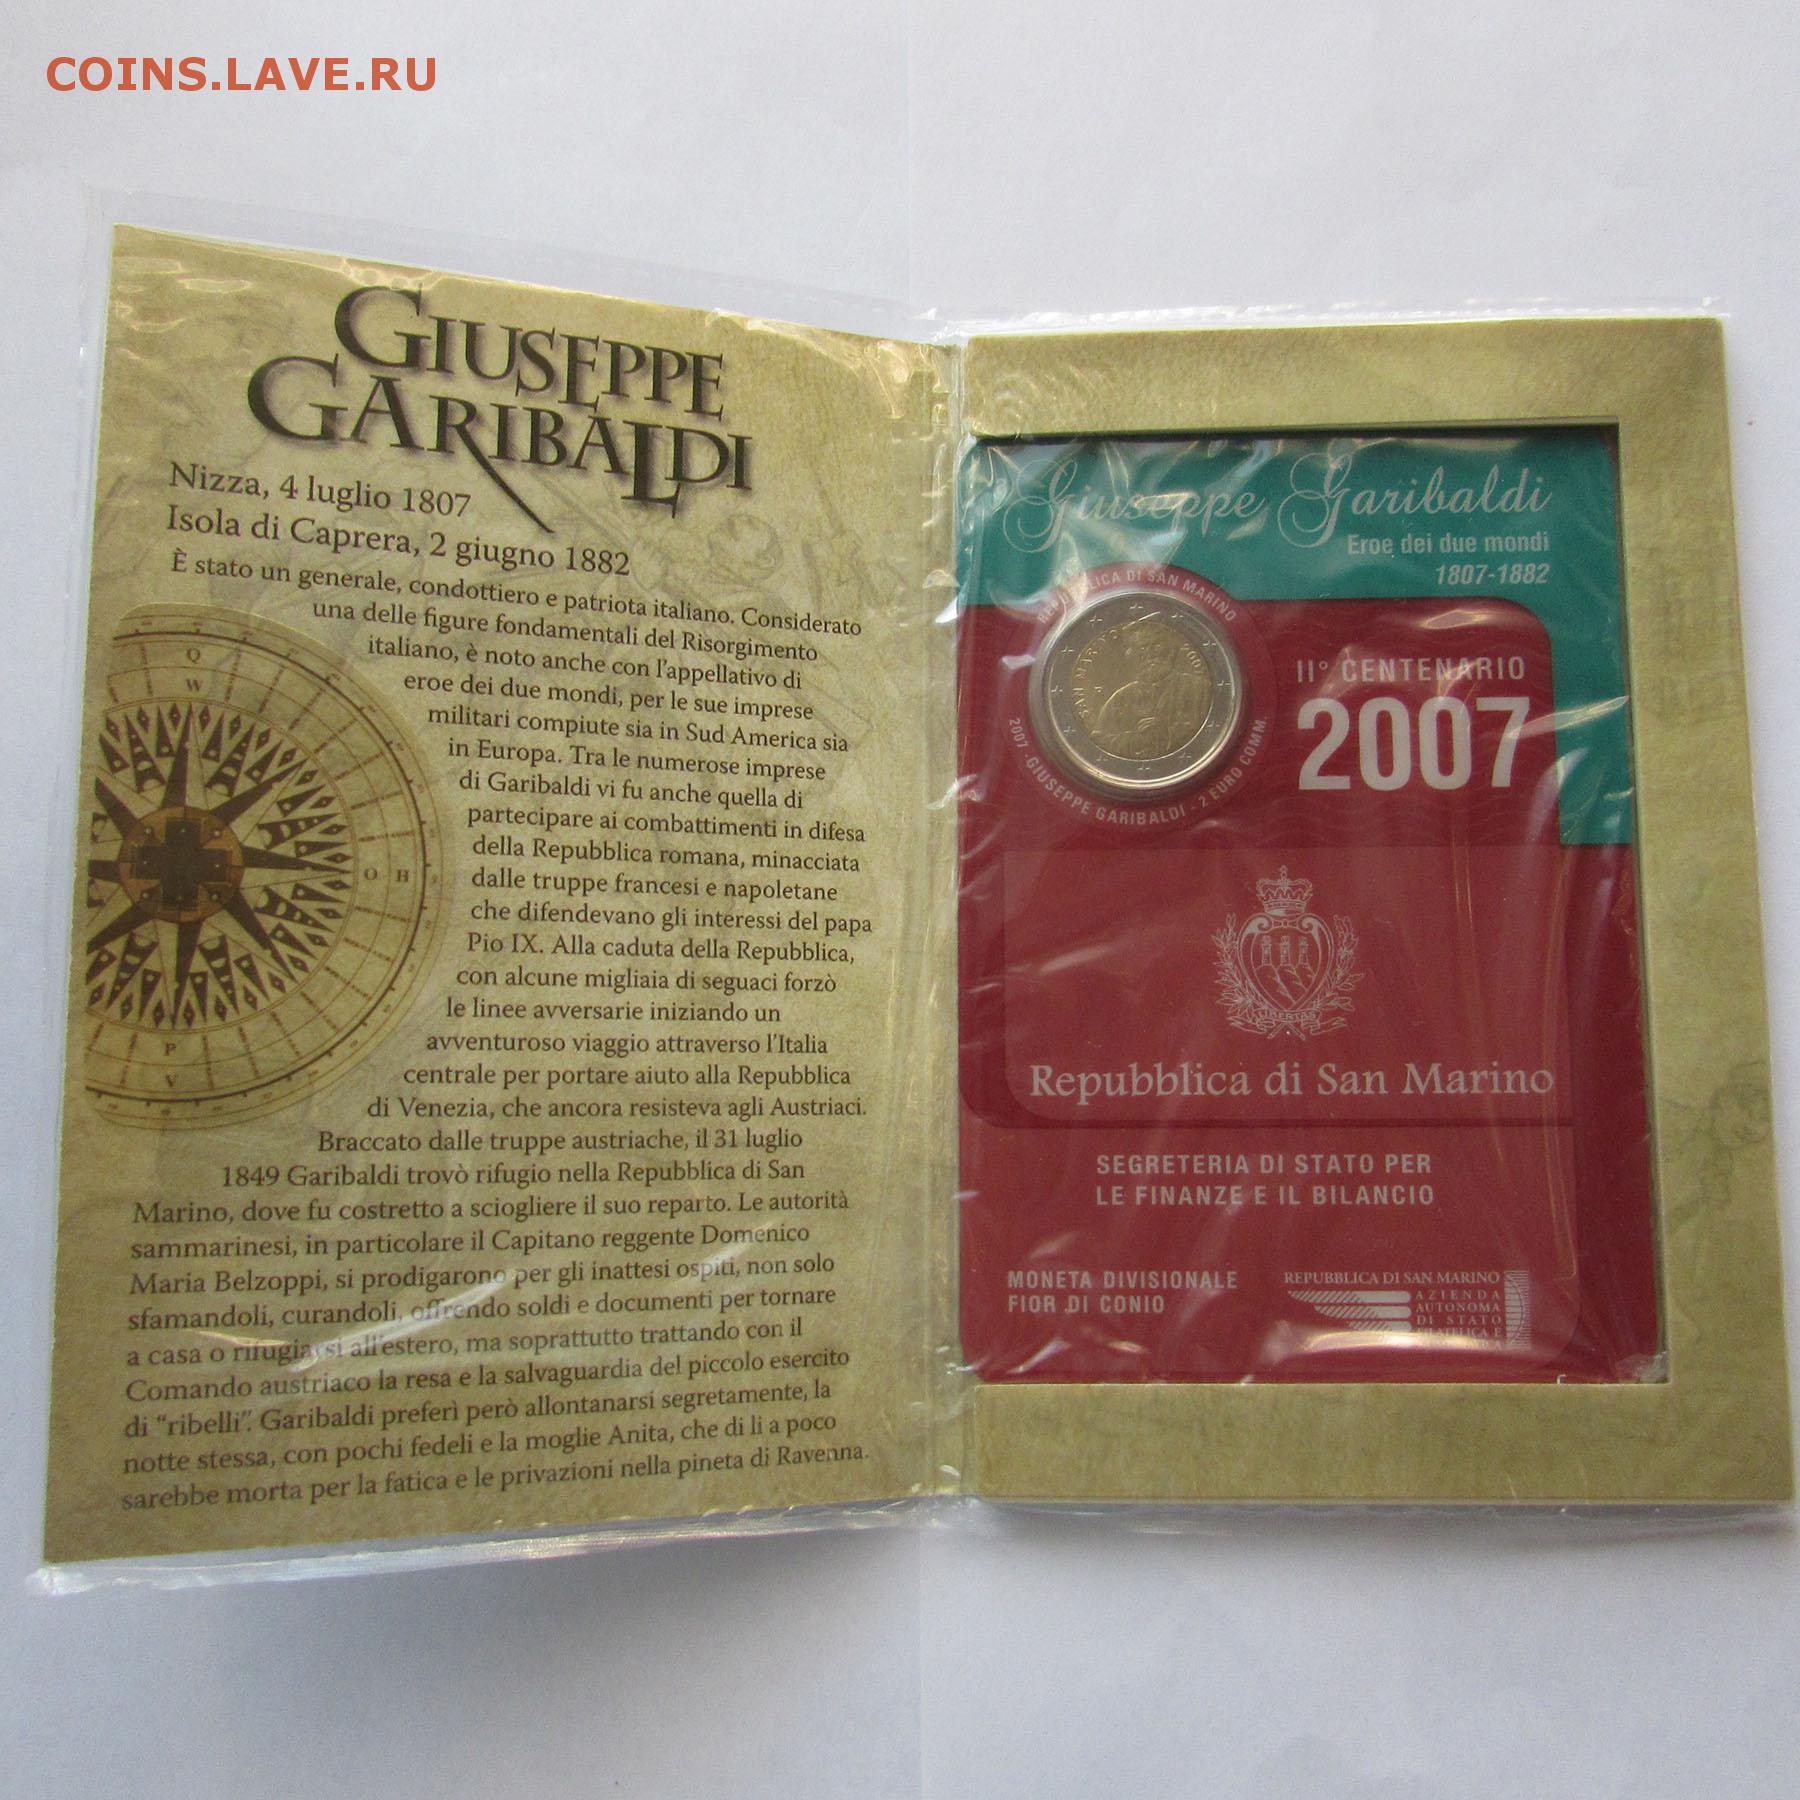 COINS.LAVE.RU
GIUSEPPE
GARIBALDI
Nizza, 4 luglio 1807
Isola di Caprera, 2 giugno 1882
È stato un generale, condottiero e patriota italiano. Considerato
una delle figure fondamentali del Risorgimento
italiano, è noto anche con l'appellativo di
eroe dei due mondi, per le sue imprese
militari compiute sia in Sud America sia
in Europa. Tra le numerose imprese
di Garibaldi vi fu anche quella di
partecipare ai combattimenti in difesa
della Repubblica romana, minacciata
dalle truppe francesi e napoletane
che difendevano gli interessi del papa
Pio IX. Alla caduta della Repubblica,
con alcune migliaia di seguaci forzò
le linee avversarie iniziando un
avventuroso viaggio attraverso l'Italia
centrale per portare aiuto alla Repubblica
di Venezia, che ancora resisteva agli Austriaci.
Braccato dalle truppe austriache, il 31 luglio
1849 Garibaldi trovò rifugio nella Repubblica di San
Marino, dove fu costretto a sciogliere il suo reparto. Le autorità
sammarinesi, in particolare il Capitano reggente Domenico
Maria Belzoppi, si prodigarono per gli inattesi ospiti, non solo
sfamandoli, curandoli, offrendo soldi e documenti per tornare
a casa o rifugiarsi all'estero, ma soprattutto trattando con il
Comando austriaco la resa e la salvaguardia del piccolo esercito
di "ribelli". Garibaldi preferì però allontanarsi segretamente, la
notte stessa, con pochi fedeli e la moglie Anita, che di lì a poco
sarebbe morta per la fatica e le privazioni nella pineta di Ravenna.
Q
W
O H
P
V
Giuseppe Garibaldi
Eroe dei due mondi
1807-1882
REPUBBLICA DI SAN MARINO
SAN MARINO
2007
R
2007 GIUSEPPE GARIBALDI - 2 EURO COMM.
II° CENTENARIO
2007
LIBERTAS
Repubblica di San Marino
SEGRETERIA DI STATO PER
LE FINANZE E IL BILANCIO
MONETA DIVISIONALE
FIOR DI CONIO
REPUBBLICA DI SAN MARINO
AZIENDA
AUTONOMA
DI STATO
FILATELICA E